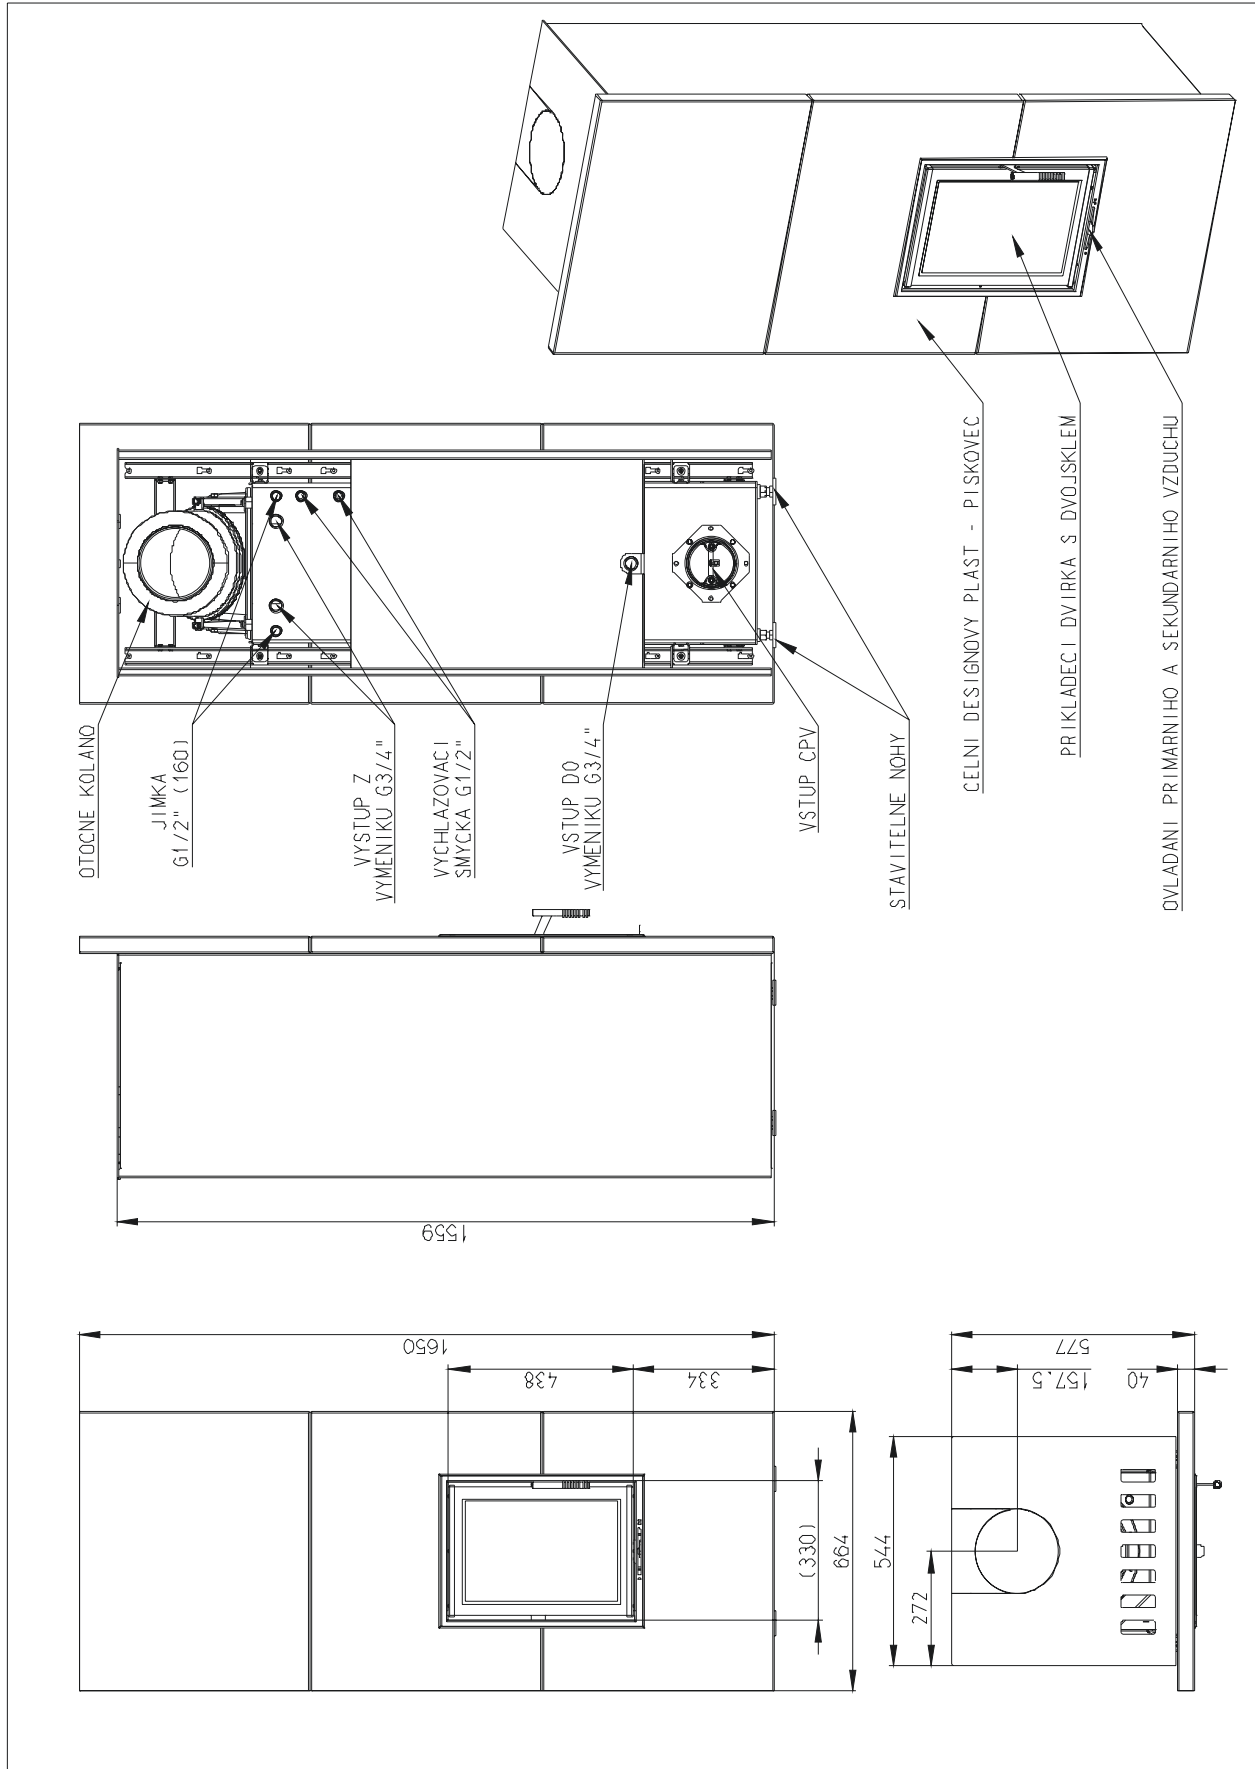 OTOCNE KOLANO
JIMKA
G1/2" (160)
VYSTUP Z
VYMENIKU G3/4"
VYCHLAZOVACI
SMYCKA G1/2"
VSTUP DO
VYMENIKU G3/4"
VSTUP CPV
STAVITELNE NOHY
CELNI DESIGNOVY PLAST - PISKOVEC
PRIKLADECI DVIRKA S DVOJSKLEM
OVLADANI PRIMARNIHO A SEKUNDARNIHO VZDUCHU
1559
1650
438
334
(330)
664
577
157.5
40
544
272